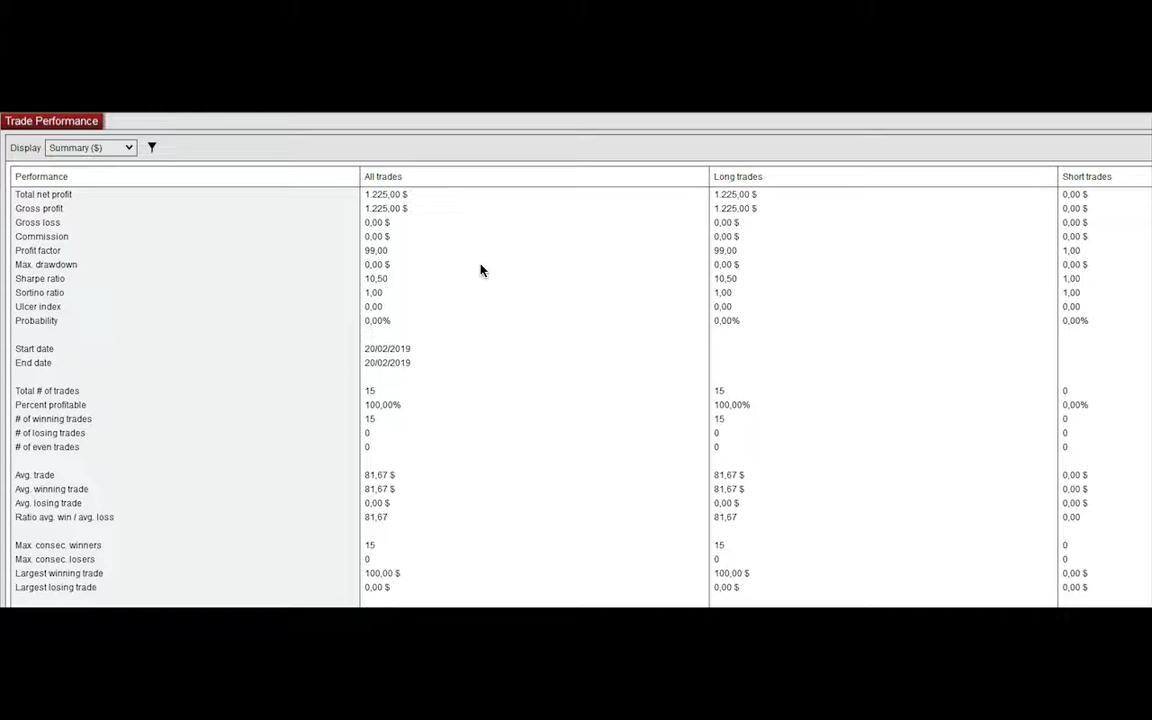 Trade Performance
Display Summary ($)
Performance All trades Long trades Short trades
Total net profit 1.225,00 $ 1.225,00 $ 0,00 $
Gross profit 1.225,00 $ 1.225,00 $ 0,00 $
Gross loss 0,00 $ 0,00 $ 0,00 $
Commission 0,00 $ 0,00 $ 0,00 $
Profit factor 99,00 99,00 1,00
Max. drawdown 0,00 $ 0,00 $ 0,00 $
Sharpe ratio 10,50 10,50 1,00
Sortino ratio 1,00 1,00 1,00
Ulcer index 0,00 0,00 0,00
Probability 0,00% 0,00% 0,00%
Start date 20/02/2019
End date 20/02/2019
Total # of trades 15 15 0
Percent profitable 100,00% 100,00% 0,00%
# of winning trades 15 15 0
# of losing trades 0 0 0
# of even trades 0 0 0
Avg. trade 81,67 $ 81,67 $ 0,00 $
Avg. winning trade 81,67 $ 81,67 $ 0,00 $
Avg. losing trade 0,00 $ 0,00 $ 0,00 $
Ratio avg. win / avg. loss 81,67 81,67 0,00
Max. consec. winners 15 15 0
Max. consec. losers 0 0 0
Largest winning trade 100,00 $ 100,00 $ 0,00 $
Largest losing trade 0,00 $ 0,00 $ 0,00 $